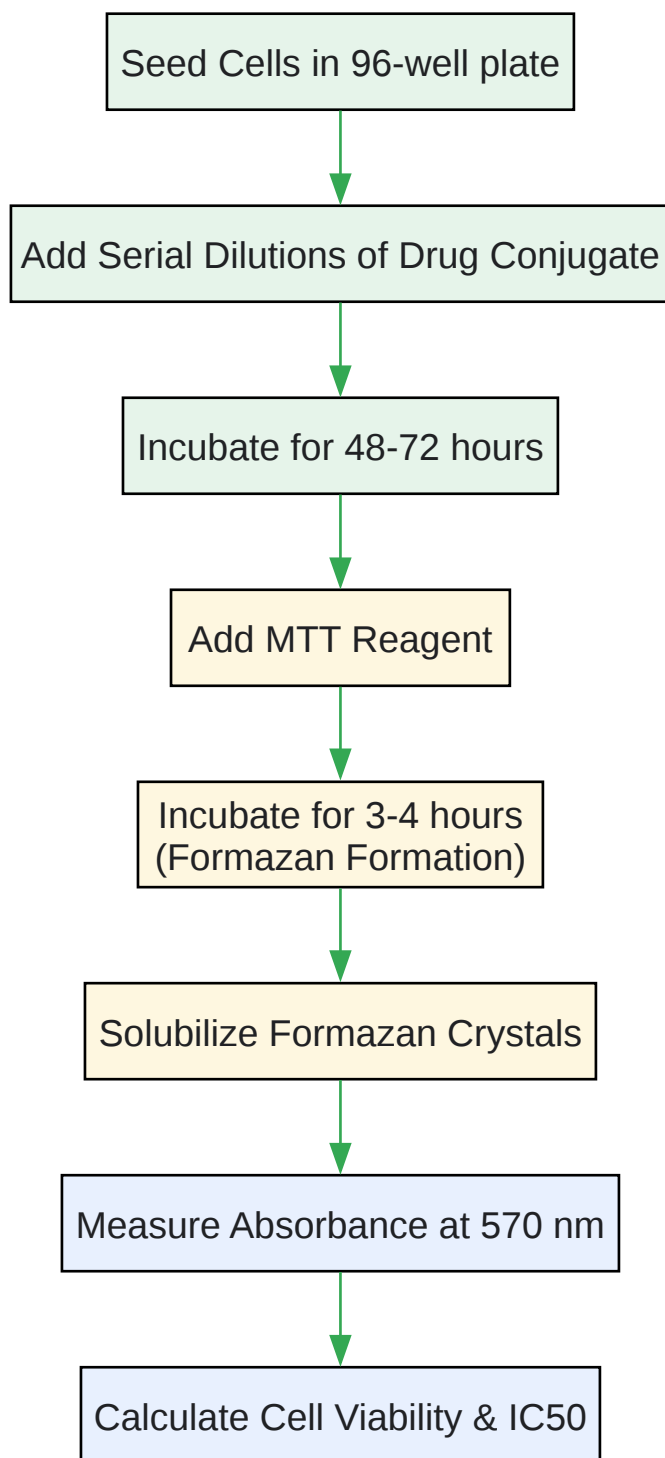 Seed Cells in 96-well plate
Add Serial Dilutions of Drug Conjugate
Incubate for 48-72 hours
Add MTT Reagent
Incubate for 3-4 hours
(Formazan Formation)
Solubilize Formazan Crystals
Measure Absorbance at 570 nm
Calculate Cell Viability & IC50